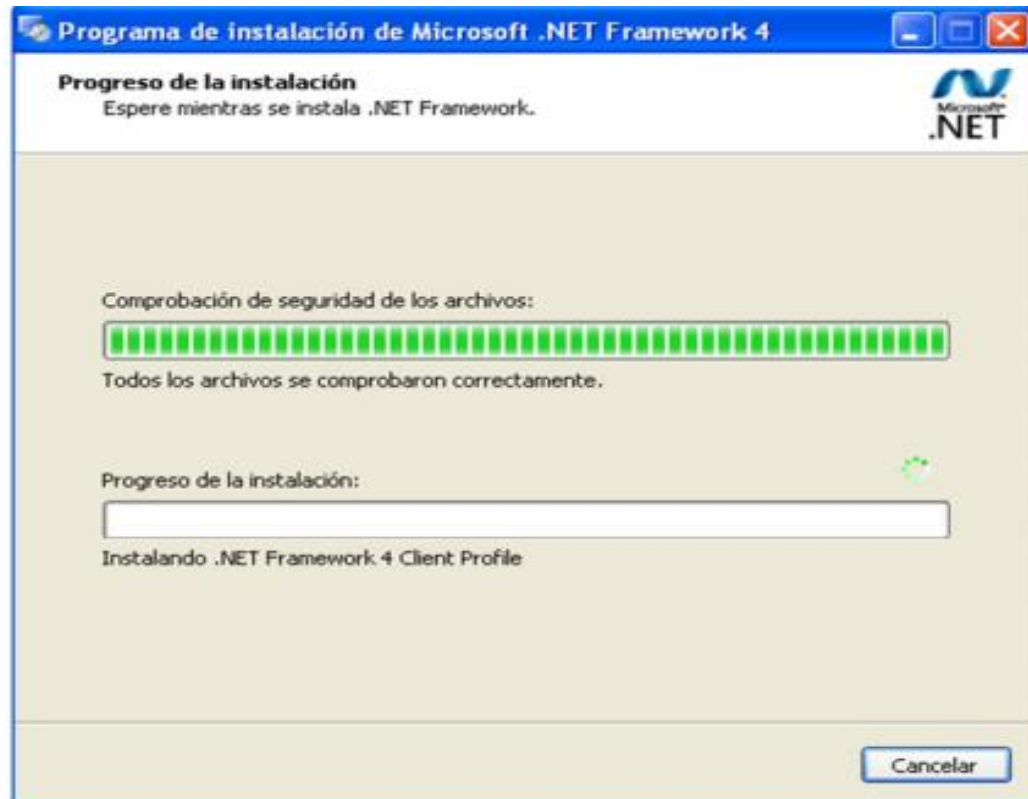 Programa de instalación de Microsoft .NET Framework 4
Progreso de la instalación
Espere mientras se instala .NET Framework.
Microsoft®
.NET
Comprobación de seguridad de los archivos:
Todos los archivos se comprobaron correctamente.
Progreso de la instalación:
Instalando .NET Framework 4 Client Profile
Cancelar